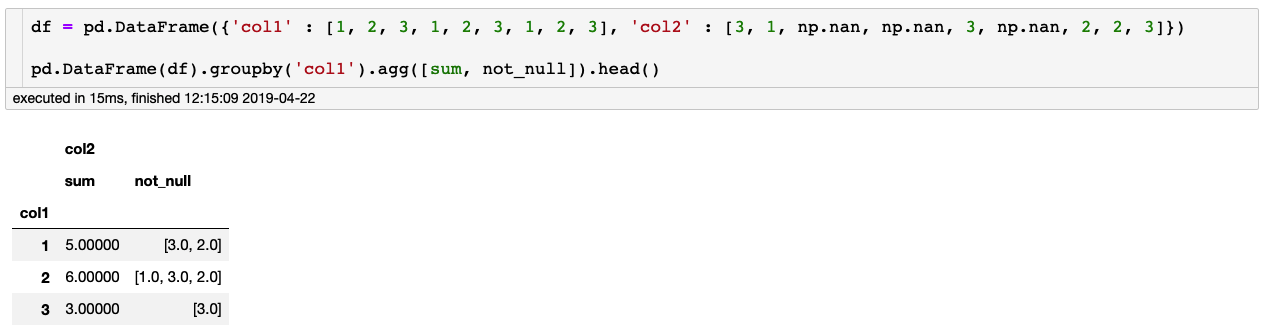 df = pd.DataFrame({'col1' : [1, 2, 3, 1, 2, 3, 1, 2, 3], 'col2' : [3, 1, np.nan, np.nan, 3, np.nan, 2, 2, 3]})
pd.DataFrame(df).groupby('col1').agg([sum, not_null]).head()
executed in 15ms, finished 12:15:09 2019-04-22
col2
sum not_null
col1
1 5.00000 [3.0, 2.0]
2 6.00000 [1.0, 3.0, 2.0]
3 3.00000 [3.0]